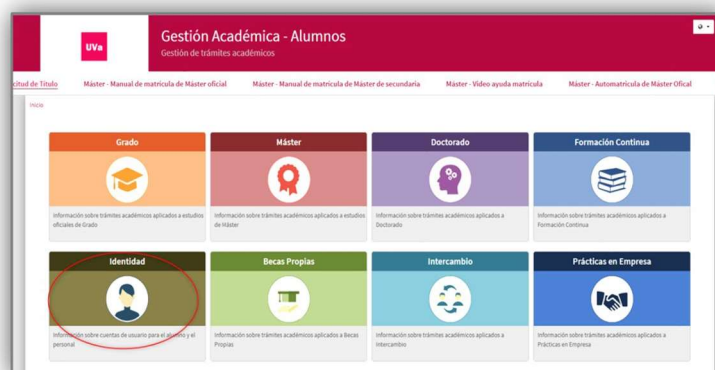 UVa
Gestión Académica - Alumnos
Gestión de trámites académicos
citud de Título Máster - Manual de matrícula de Máster oficial Máster - Manual de matrícula de Máster de secundaria Máster - Video ayuda matrícula Máster - Automatrícula de Máster Ofical
Inicio
Grado Máster Doctorado Formación Continua
Información sobre trámites académicos aplicados a estudios oficiales de Grado
Información sobre trámites académicos aplicados a estudios de Máster
Información sobre trámites académicos aplicados a Doctorado
Información sobre trámites académicos aplicados a Formación Continua
Identidad Becas Propias Intercambio Prácticas en Empresa
Información sobre cuentas de usuario para el alumno y el personal
Información sobre trámites académicos aplicados a Becas Propias
Información sobre trámites académicos aplicados a Intercambio
Información sobre trámites académicos aplicados a Prácticas en Empresa